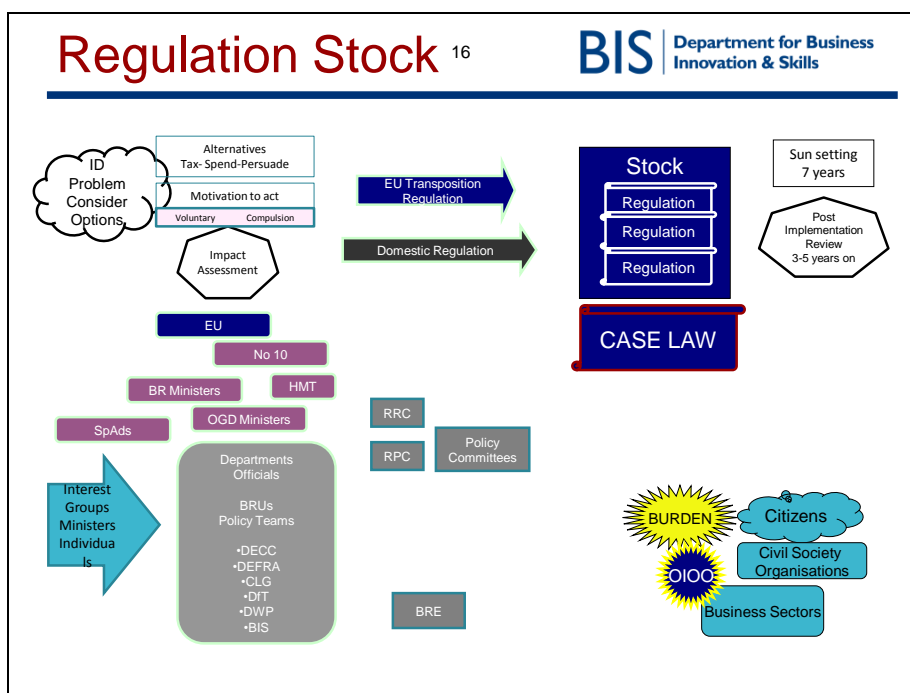 Regulation Stock 16
BIS
Department for Business
Innovation & Skills
ID
Problem
Consider
Options
Alternatives
Tax- Spend-Persuade
Motivation to act
Voluntary Compulsion
Impact
Assessment
EU Transposition
Regulation
Domestic Regulation
Stock
Regulation
Regulation
Regulation
CASE LAW
Sun setting
7 years
Post
Implementation
Review
3-5 years on
EU
No 10
BR Ministers
HMT
OGD Ministers
SpAds
Interest
Groups
Ministers
Individua
ls
Departments
Officials
BRUs
Policy Teams
•DECC
•DEFRA
•CLG
•DfT
•DWP
•BIS
RRC
RPC
Policy
Committees
BRE
BURDEN
Citizens
OIOO
Civil Society
Organisations
Business Sectors